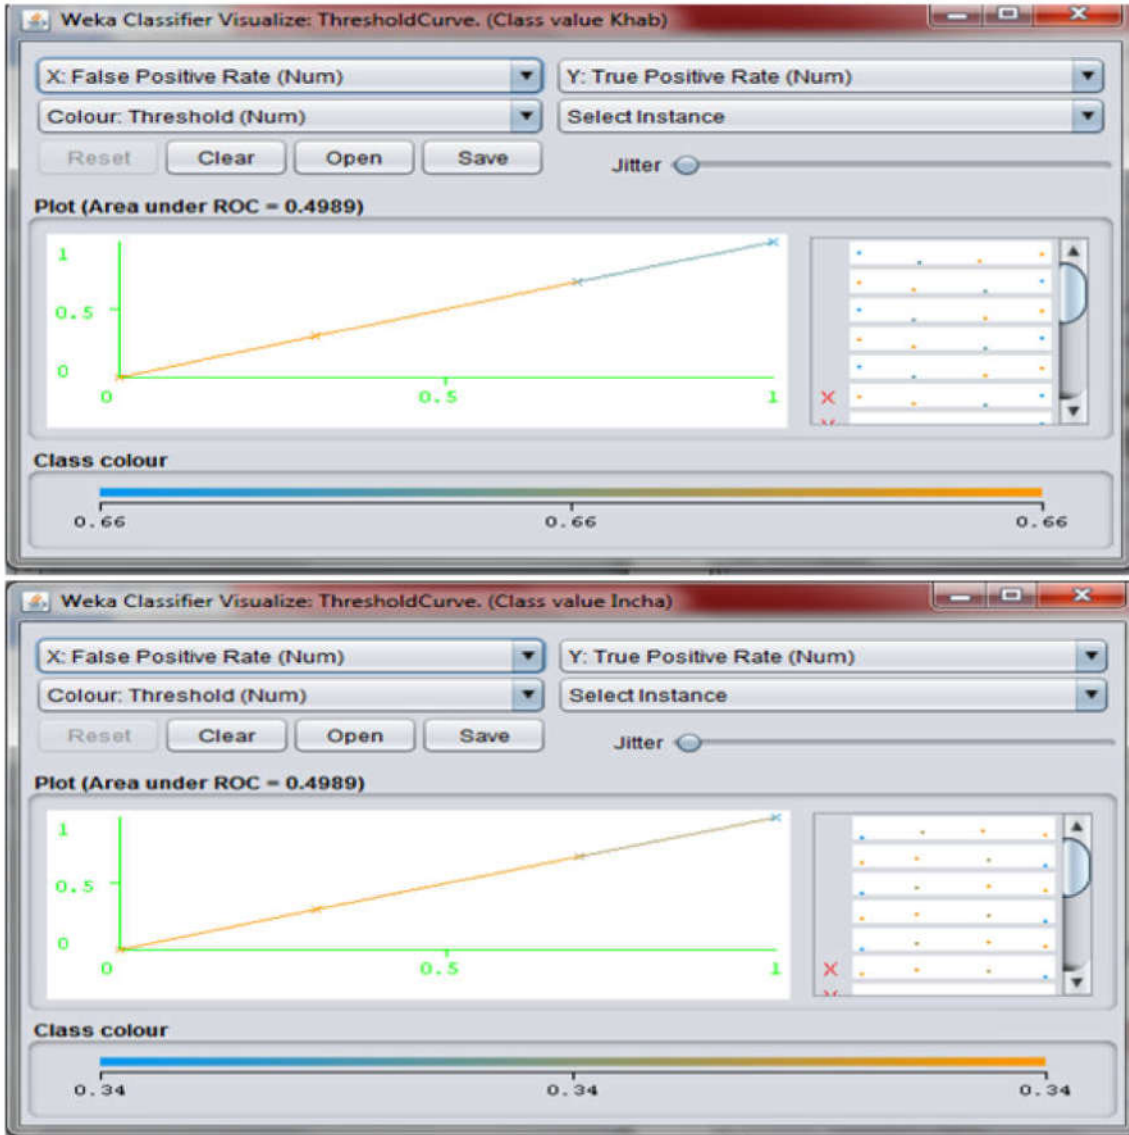 Weka Classifier Visualize: ThresholdCurve. (Class value Khab)
X: False Positive Rate (Num) Y: True Positive Rate (Num)
Colour: Threshold (Num) Select Instance
Reset Clear Open Save Jitter
Plot (Area under ROC = 0.4989)
1
0.5
0
0 0.5 1
X
Class colour
0.66 0.66 0.66
Weka Classifier Visualize: ThresholdCurve. (Class value Incha)
X: False Positive Rate (Num) Y: True Positive Rate (Num)
Colour: Threshold (Num) Select Instance
Reset Clear Open Save Jitter
Plot (Area under ROC = 0.4989)
1
0.5
0
0 0.5 1
X
Class colour
0.34 0.34 0.34